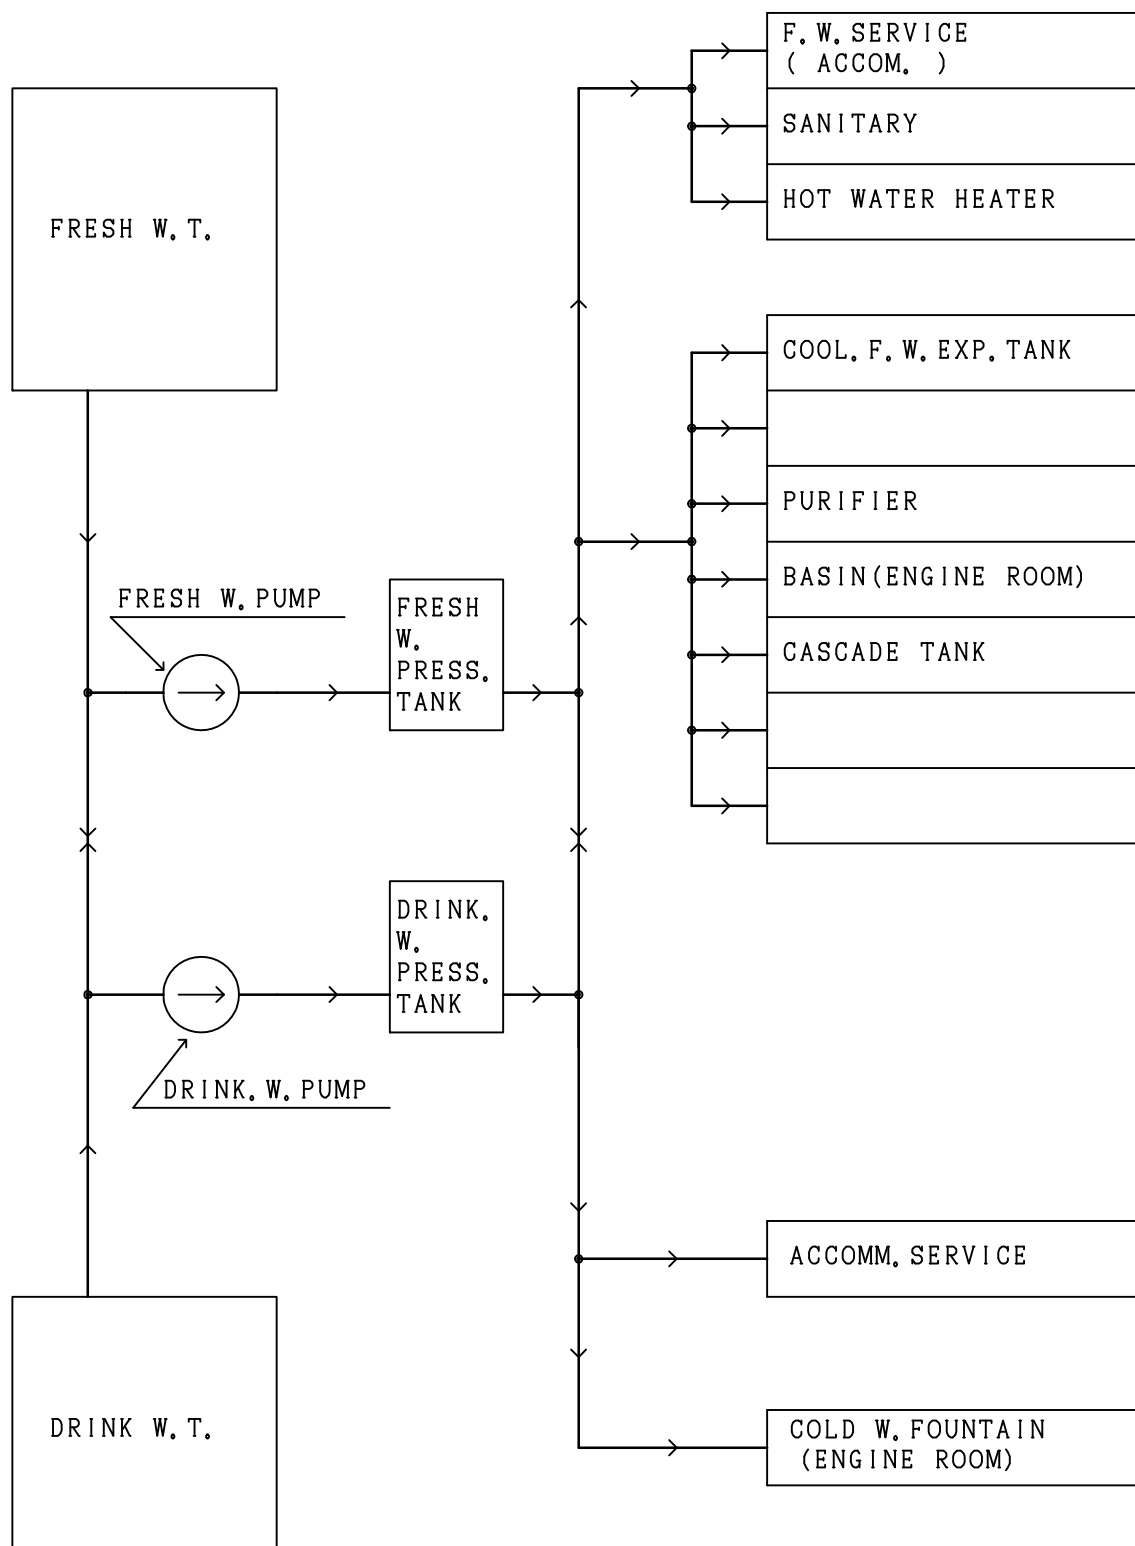 F.W.SERVICE
( ACCOM. )
SANITARY
HOT WATER HEATER
FRESH W.T.
COOL.F.W.EXP.TANK
PURIFIER
BASIN(ENGINE ROOM)
CASCADE TANK
FRESH W.PUMP
FRESH
W.
PRESS.
TANK
DRINK.
W.
PRESS.
TANK
DRINK.W.PUMP
ACCOMM.SERVICE
DRINK W.T.
COLD W.FOUNTAIN
(ENGINE ROOM)